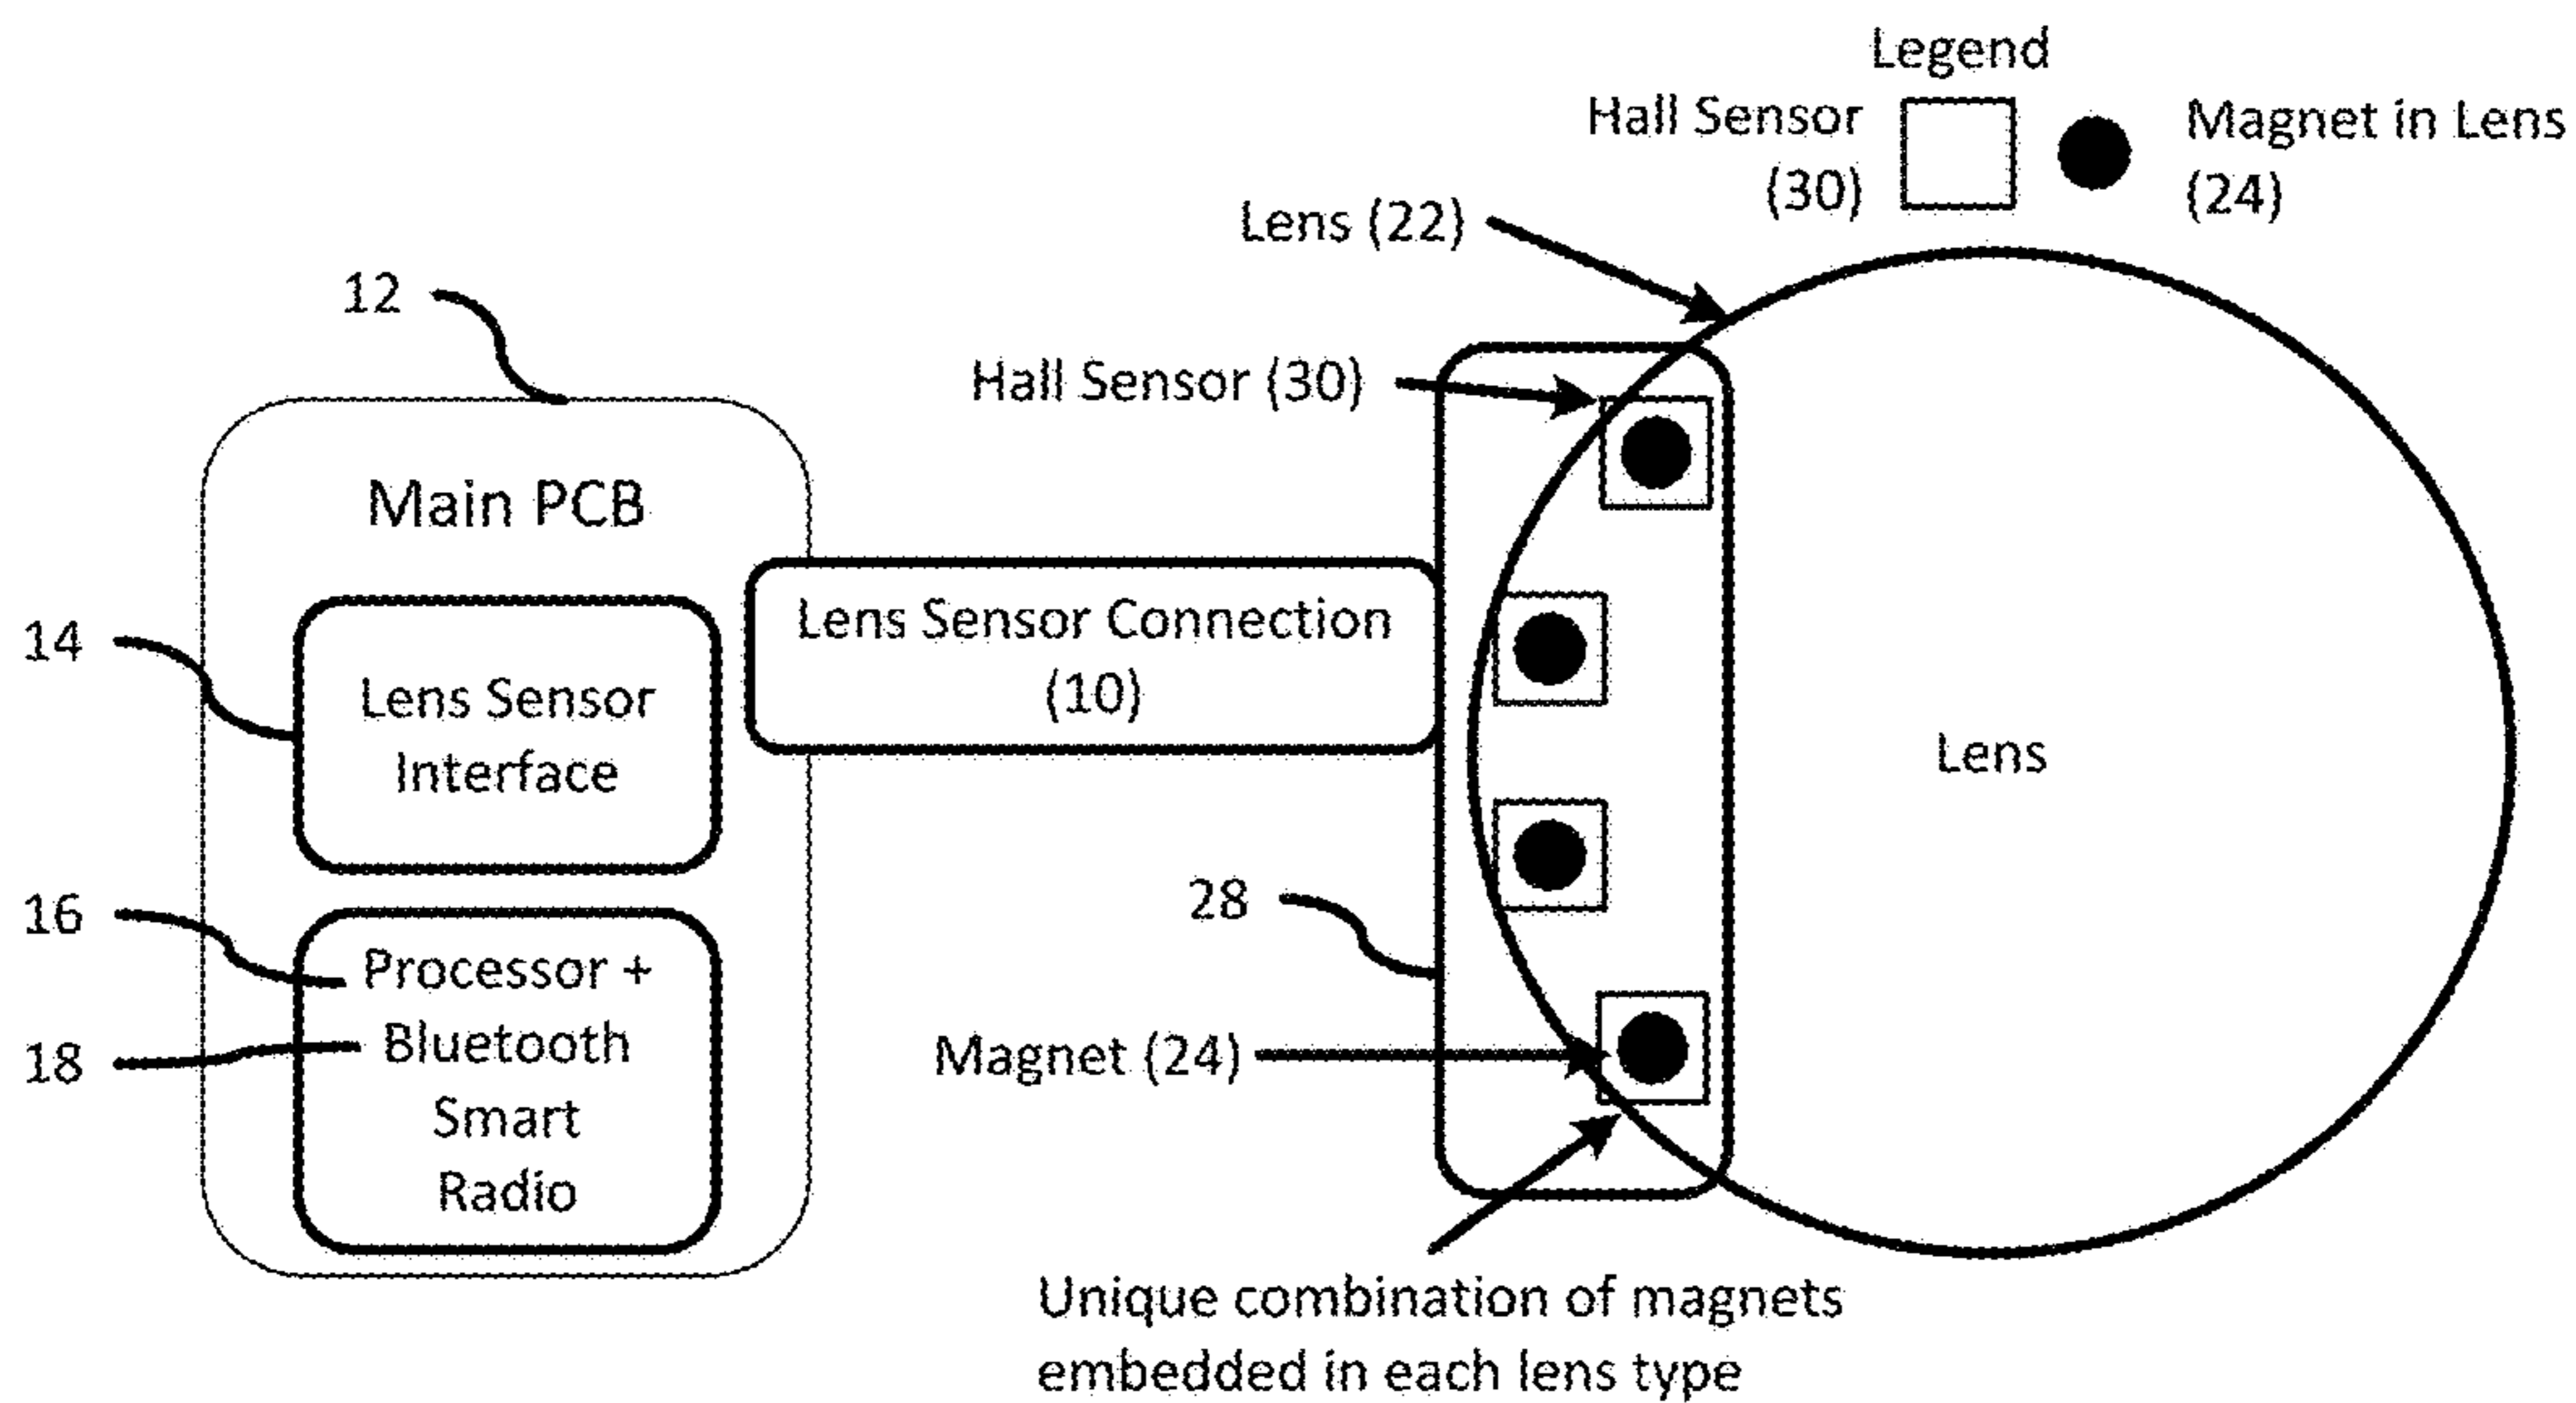 Legend
Hall Sensor
(30)
Magnet in Lens
(24)
Lens (22)
12
Hall Sensor (30)
Main PCB
Lens Sensor Connection
(10)
14
Lens Sensor
Interface
Lens
28
16
Processor +
Bluetooth
18
Smart
Radio
Magnet (24)
Unique combination of magnets
embedded in each lens type